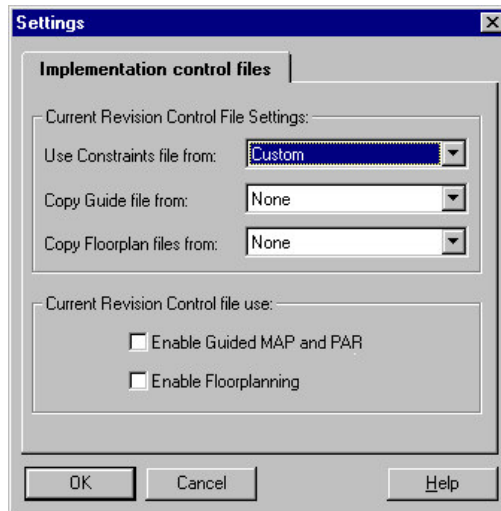 Settings
Implementation control files
Current Revision Control File Settings:
Use Constraints file from: Custom
Copy Guide file from: None
Copy Floorplan files from: None
Current Revision Control file use:
Enable Guided MAP and PAR
Enable Floorplanning
OK Cancel Help